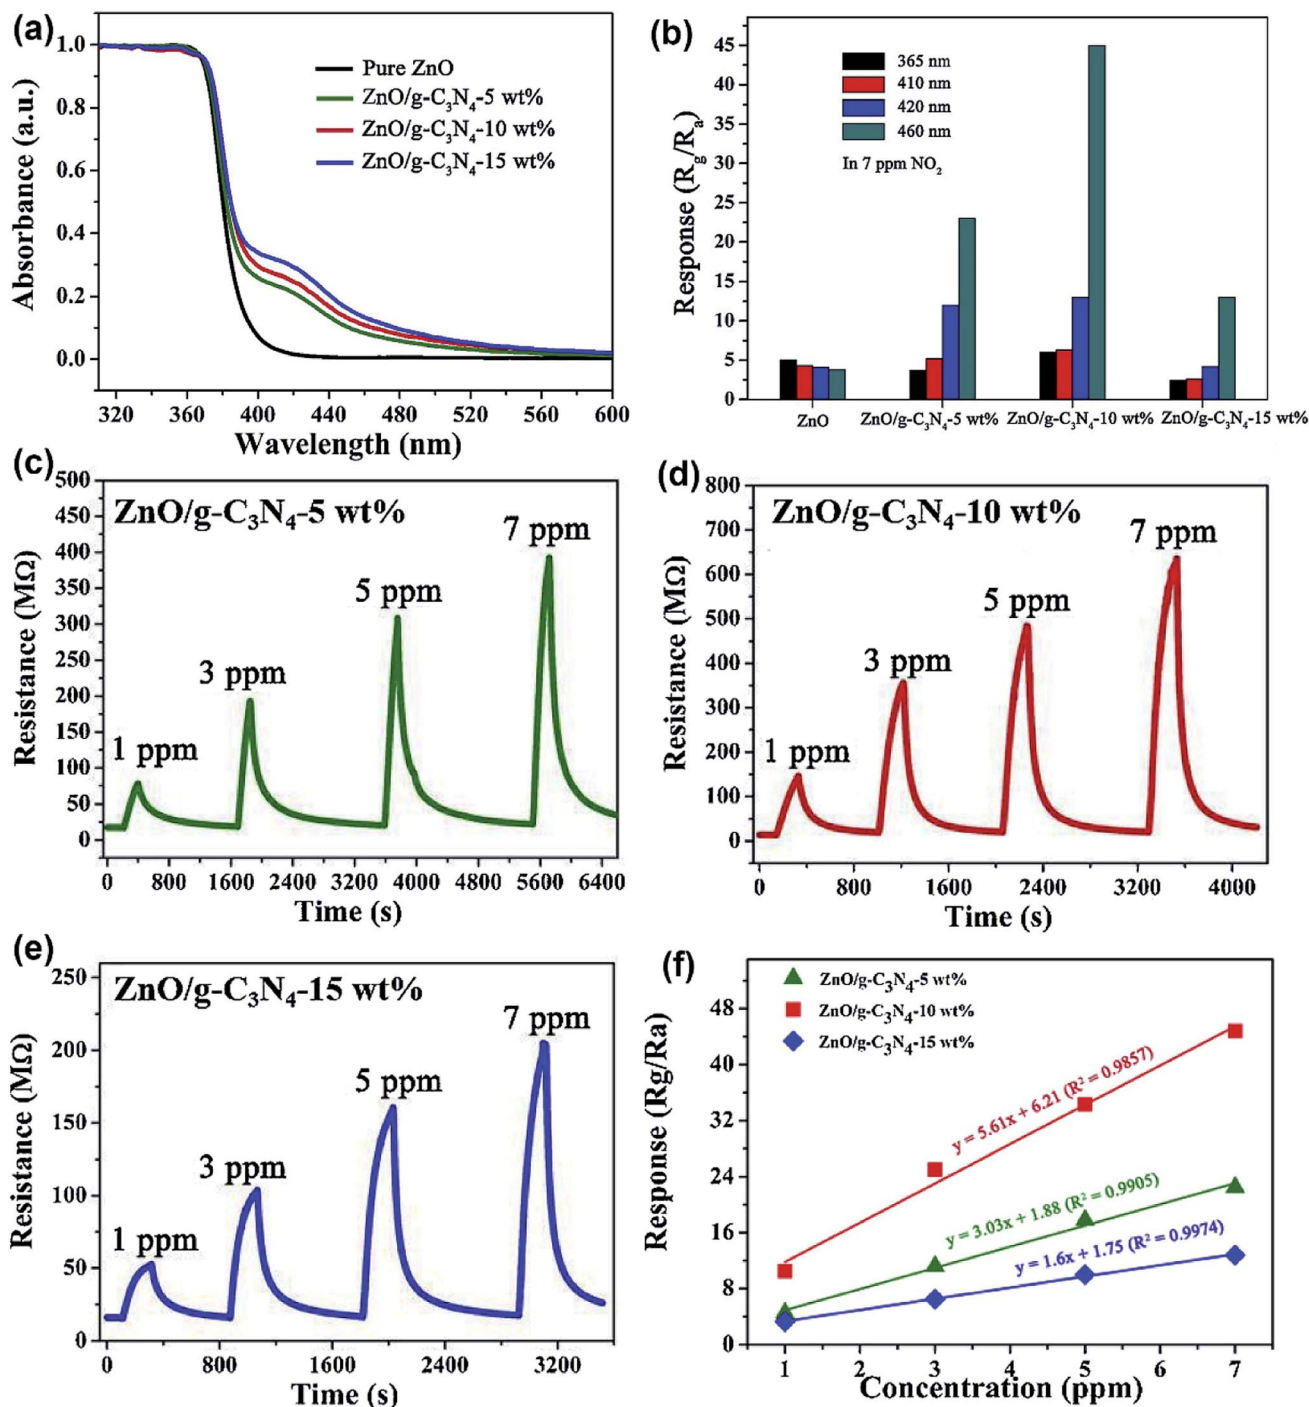 (a)
Absorbance (a.u.)
1.0
0.8
0.6
0.4
0.2
0.0
Pure ZnO
ZnO/g-C₃N₄-5 wt%
ZnO/g-C₃N₄-10 wt%
ZnO/g-C₃N₄-15 wt%
320 360 400 440 480 520 560 600
Wavelength (nm)
(b)
Response (R_g/R_a)
45
40
35
30
25
20
15
10
5
0
365 nm
410 nm
420 nm
460 nm
In 7 ppm NO₂
ZnO ZnO/g-C₃N₄-5 wt% ZnO/g-C₃N₄-10 wt% ZnO/g-C₃N₄-15 wt%
(c)
Resistance (MΩ)
500
450
400
350
300
250
200
150
100
50
0
ZnO/g-C₃N₄-5 wt%
7 ppm
5 ppm
3 ppm
1 ppm
0 800 1600 2400 3200 4000 4800 5600 6400
Time (s)
(d)
Resistance (MΩ)
800
700
600
500
400
300
200
100
0
ZnO/g-C₃N₄-10 wt%
7 ppm
5 ppm
3 ppm
1 ppm
0 800 1600 2400 3200 4000
Time (s)
(e)
Resistance (MΩ)
250
200
150
100
50
0
ZnO/g-C₃N₄-15 wt%
7 ppm
5 ppm
3 ppm
1 ppm
0 800 1600 2400 3200
Time (s)
(f)
Response (Rg/Ra)
48
40
32
24
16
8
0
ZnO/g-C₃N₄-5 wt%
ZnO/g-C₃N₄-10 wt%
ZnO/g-C₃N₄-15 wt%
y = 5.61x + 6.21 (R² = 0.9857)
y = 3.03x + 1.88 (R² = 0.9905)
y = 1.6x + 1.75 (R² = 0.9974)
1 2 3 4 5 6 7
Concentration (ppm)